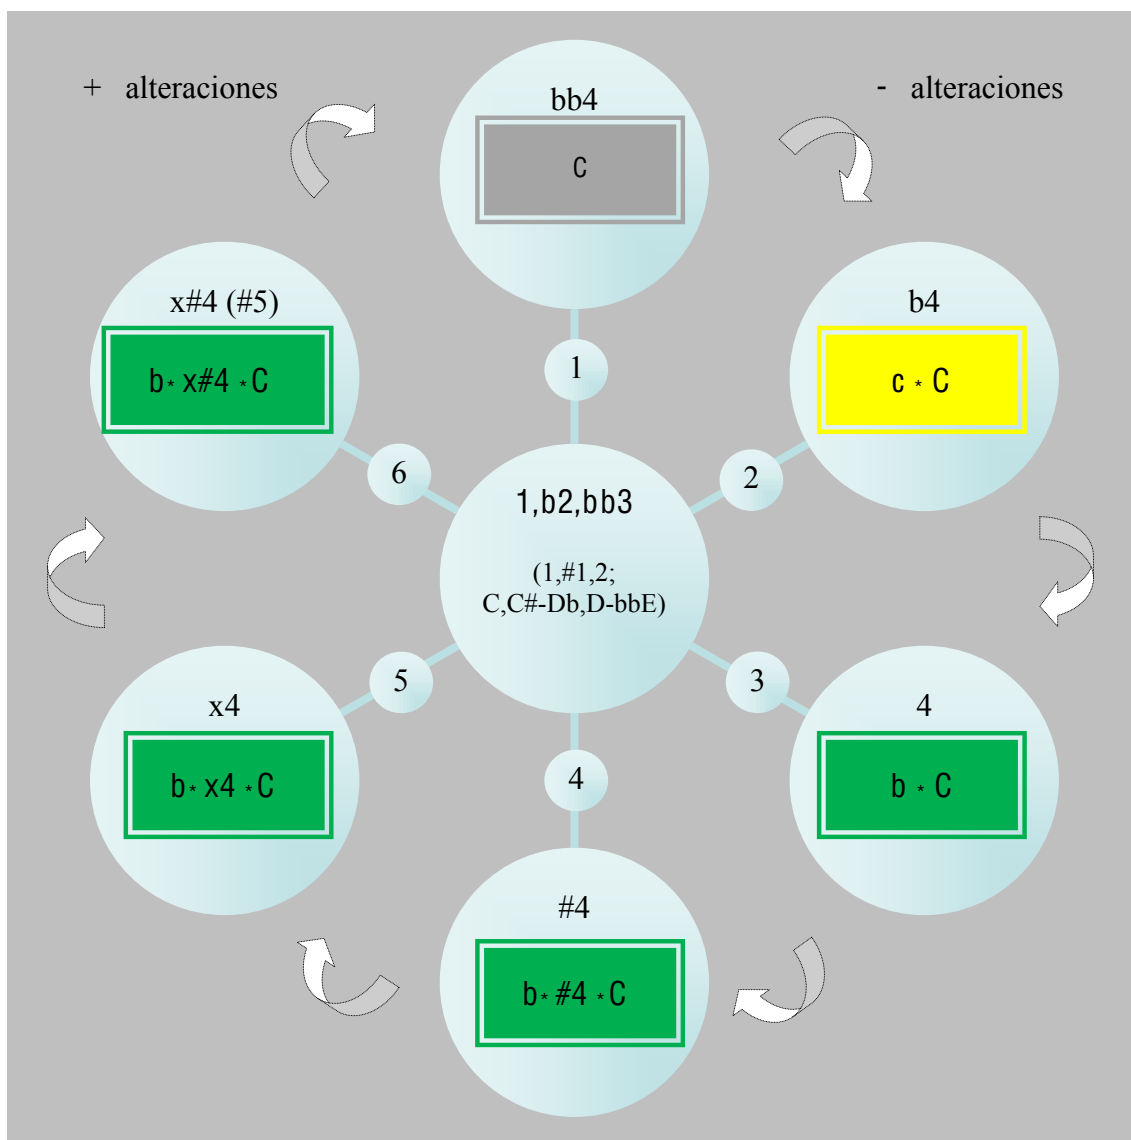 + alteraciones
- alteraciones
bb4
C
1
b4
c * C
2
x#4 (#5)
b* x#4 *C
6
1,b2,bb3
(1,#1,2;
C,C#-Db,D-bbE)
3
4
b * C
5
x4
b* x4 *C
4
#4
b* #4 *C